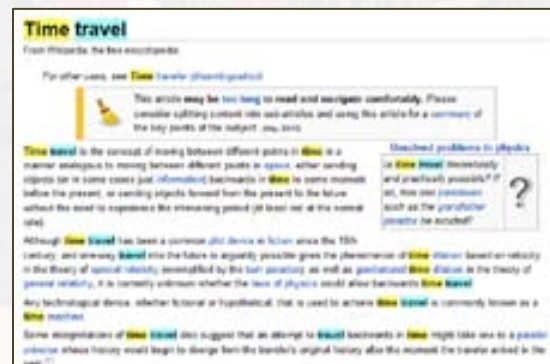 Time travel
From Wikipedia, the free encyclopedia
For other uses, see Time traveler (disambiguation)
This article may be too long to read and navigate comfortably. Please
consider splitting content into sub-articles and using this article for a summary of
the key points of the subject.
Unsolved problems in physics
Time travel is the concept of moving between different points in time in a
manner analogous to moving between different points in space, either sending
objects (or in some cases just information) backwards in time to some moment
before the present, or sending objects forward from the present to the future
without the need to experience the intervening period (at least not at the normal
rate).
Is time travel theoretically
and practically possible? If
so, how can paradoxes
such as the grandfather
paradox be avoided?
?
Although time travel has been a common plot device in fiction since the 19th
century, and one-way travel into the future is arguably possible given the phenomenon of time dilation based on velocity
in the theory of special relativity (exemplified by the twin paradox), as well as gravitational time dilation in the theory of
general relativity, it is currently unknown whether the laws of physics would allow backwards time travel.
Any technological device, whether fictional or hypothetical, that is used to achieve time travel is commonly known as a
time machine.
Some interpretations of time travel also suggest that an attempt to travel backwards in time might take one to a parallel
universe whose history would begin to diverge from the traveler's original history after the moment the traveler arrived in the
past.